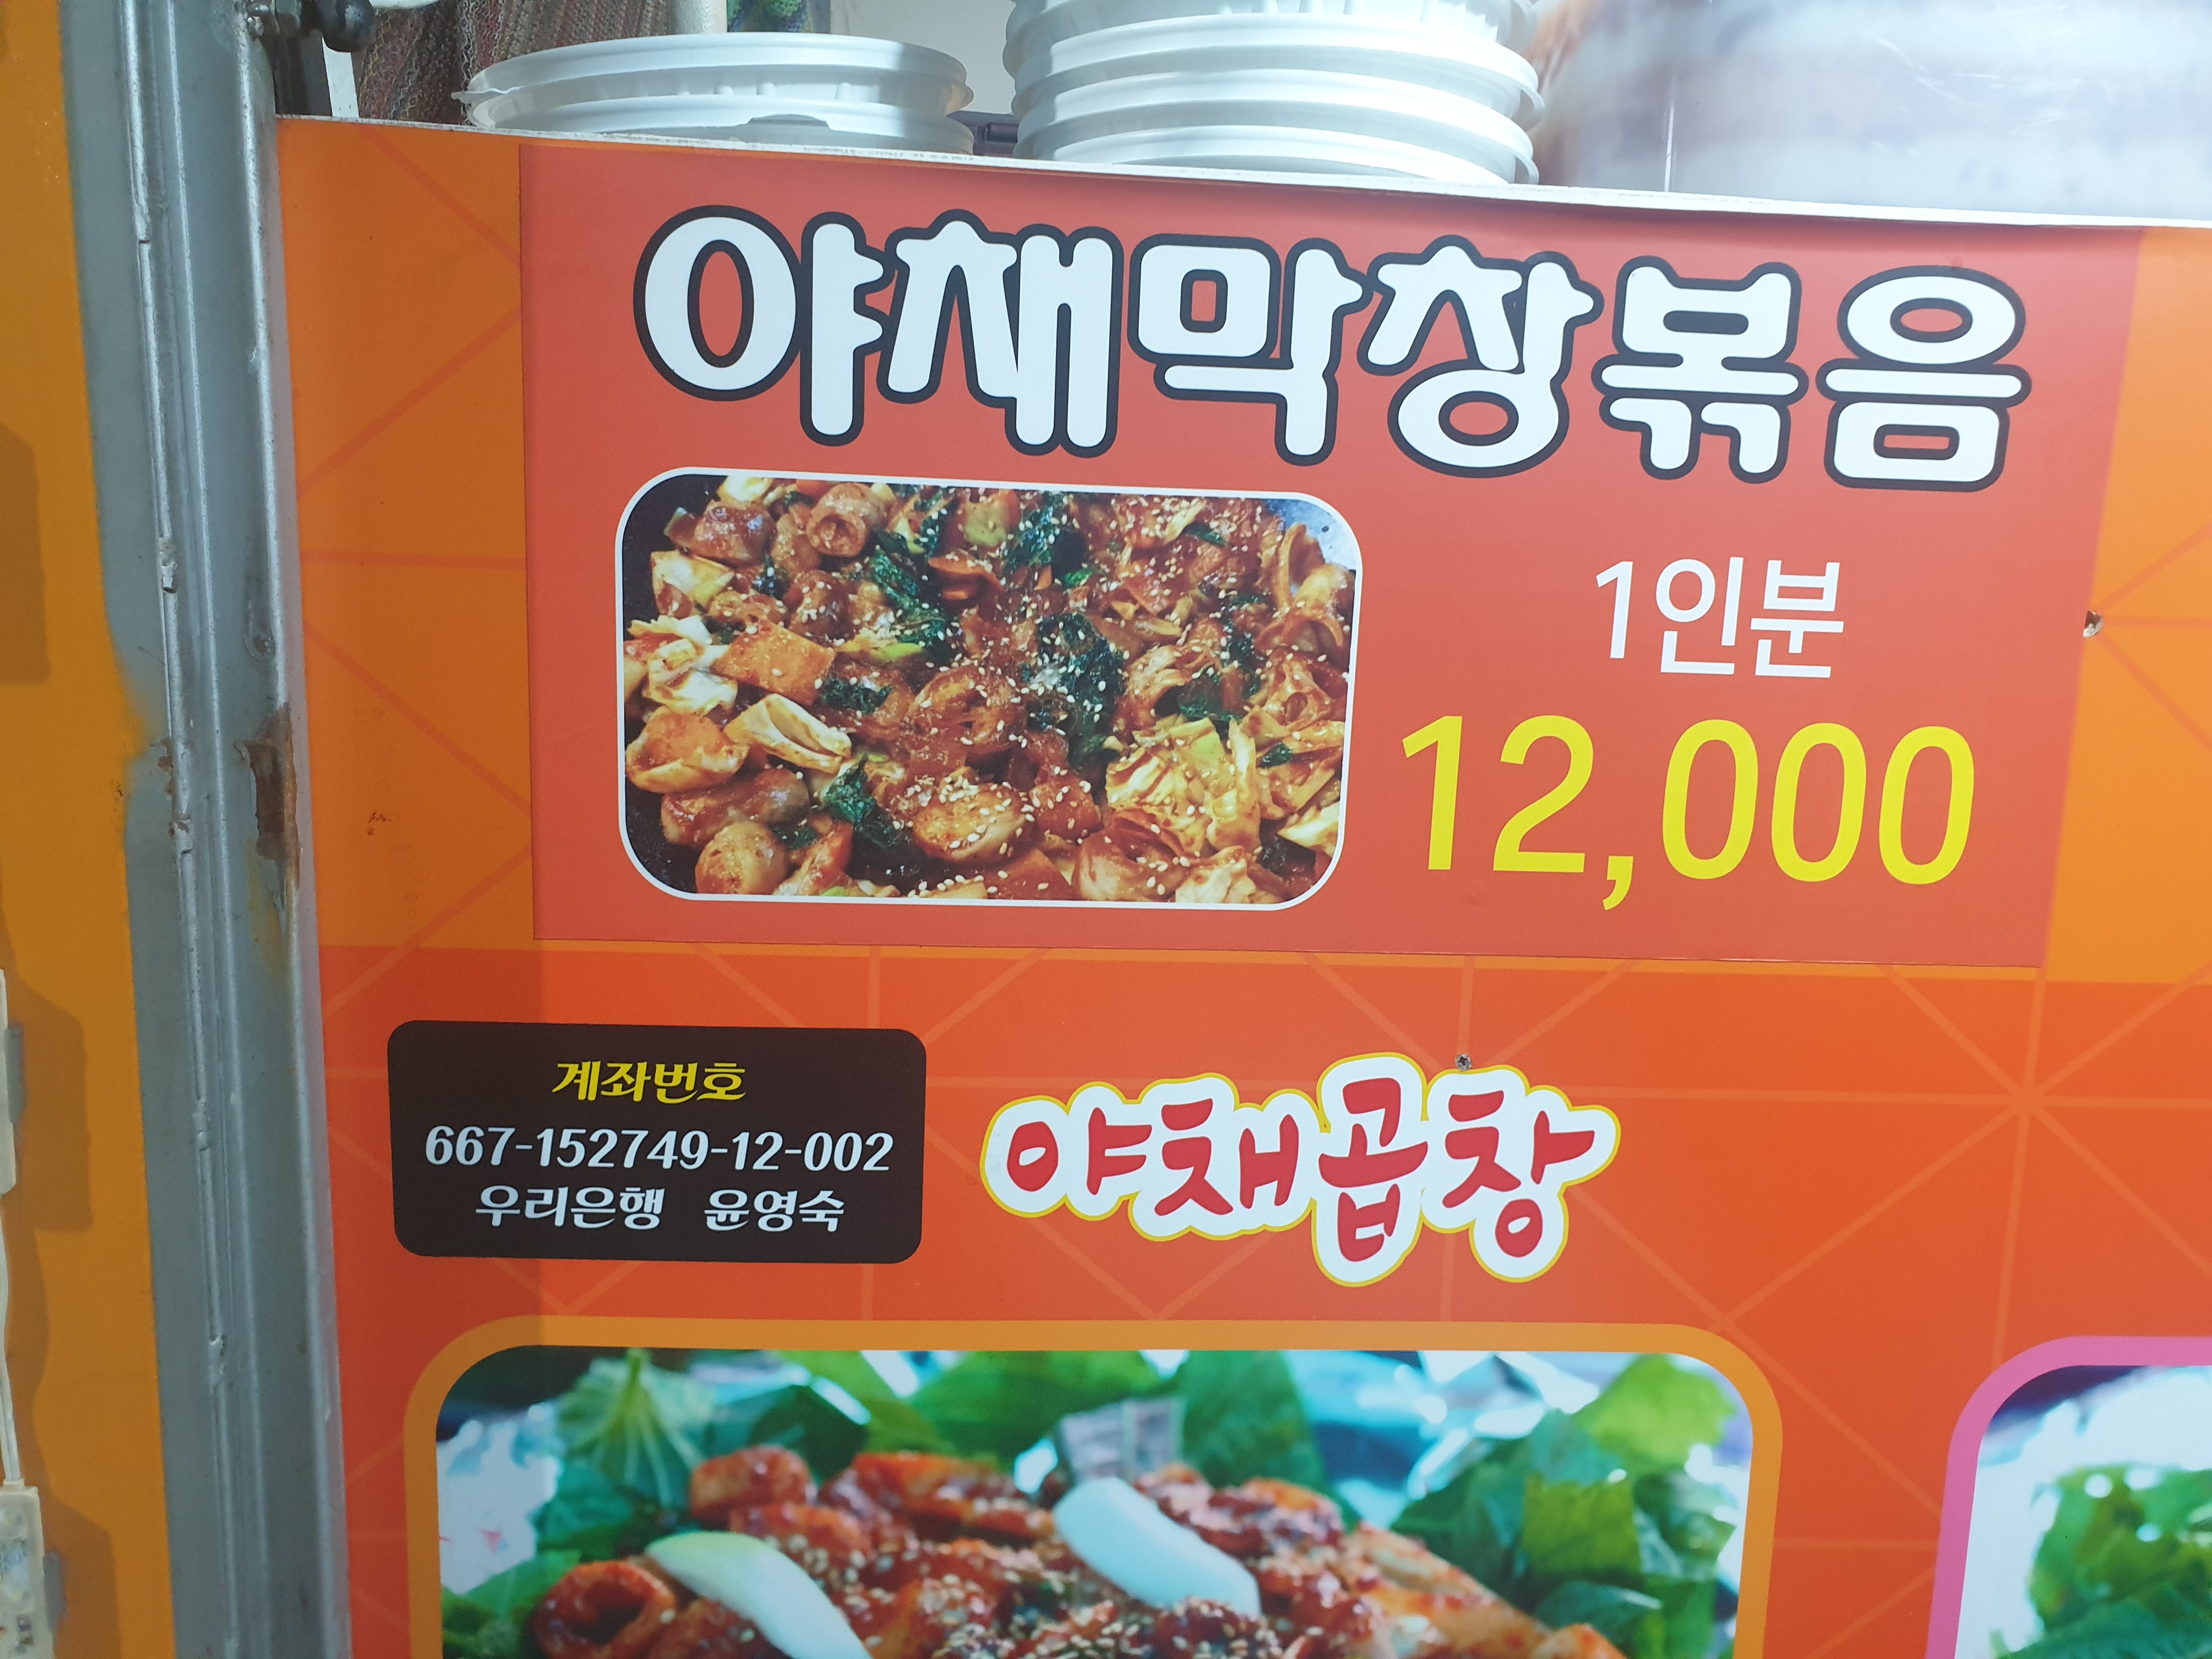 야채막창볶음
1인분
12,000
계좌번호
667-152749-12-002
우리은행 윤영숙
야채곱창